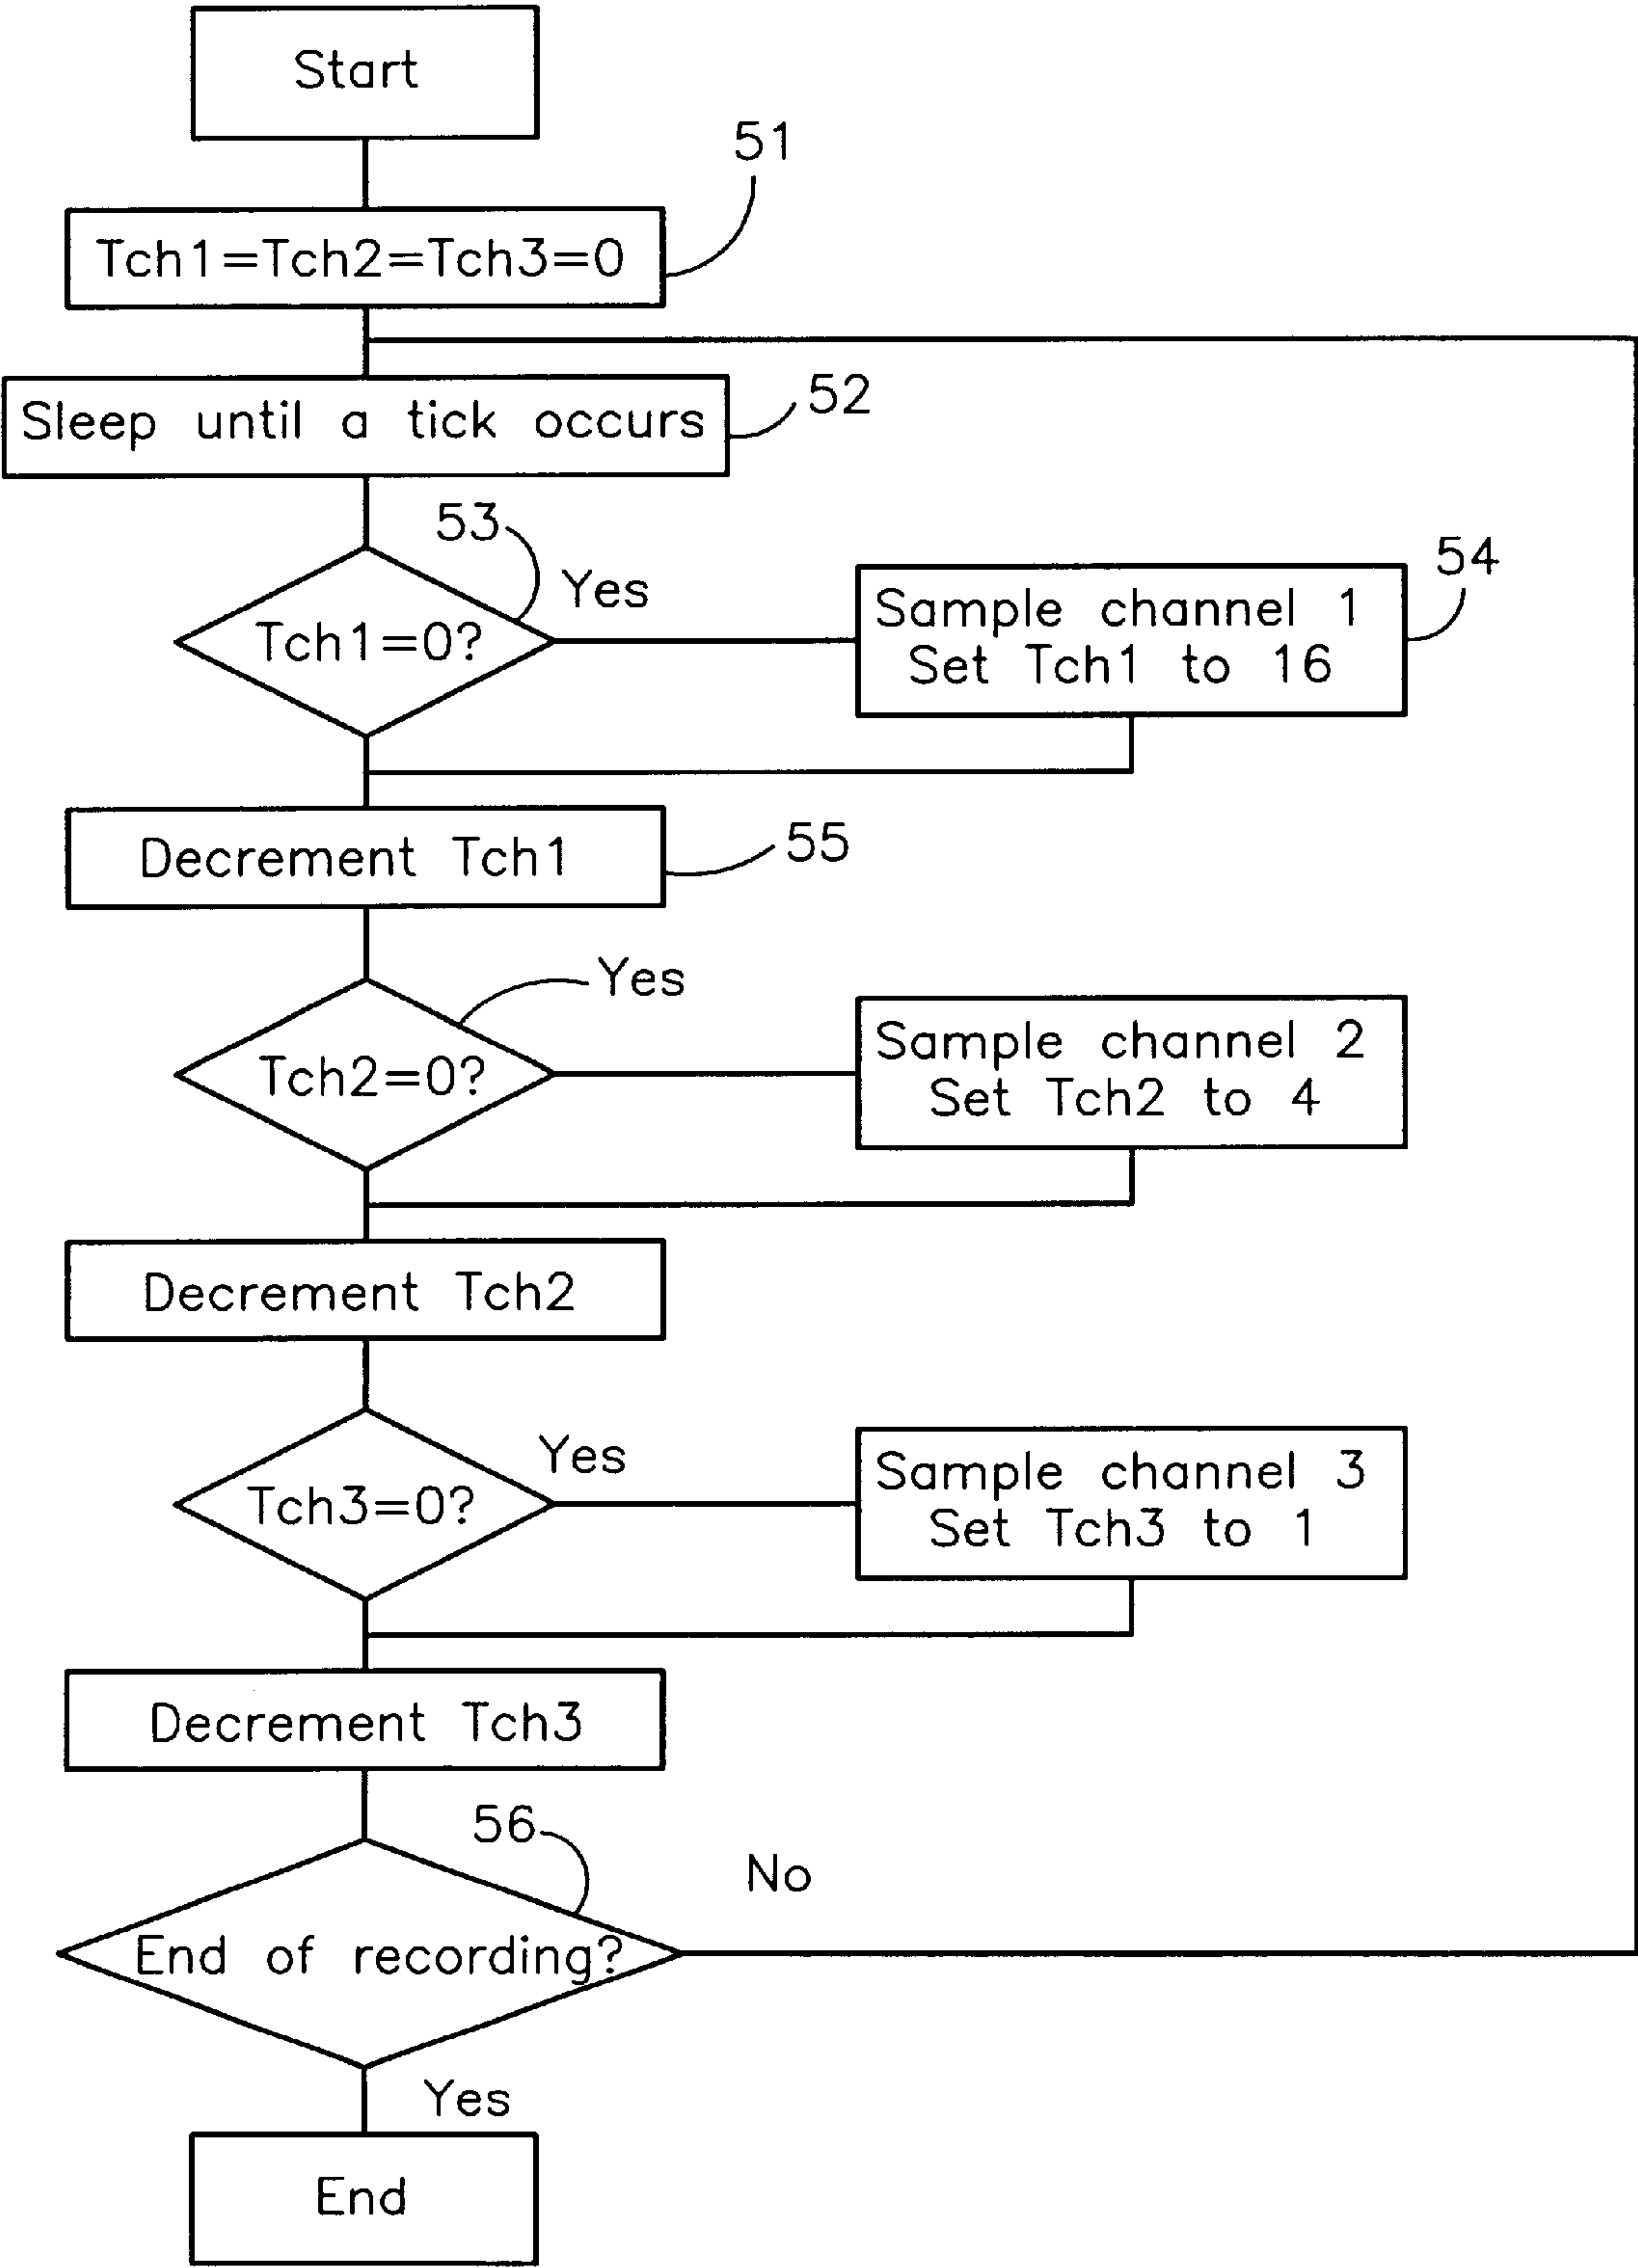 Start
51
Tch1=Tch2=Tch3=0
Sleep until a tick occurs
52
53
Yes
54
Tch1=0?
Sample channel 1
Set Tch1 to 16
Decrement Tch1
55
Yes
Tch2=0?
Sample channel 2
Set Tch2 to 4
Decrement Tch2
Yes
Tch3=0?
Sample channel 3
Set Tch3 to 1
Decrement Tch3
56
No
End of recording?
Yes
End